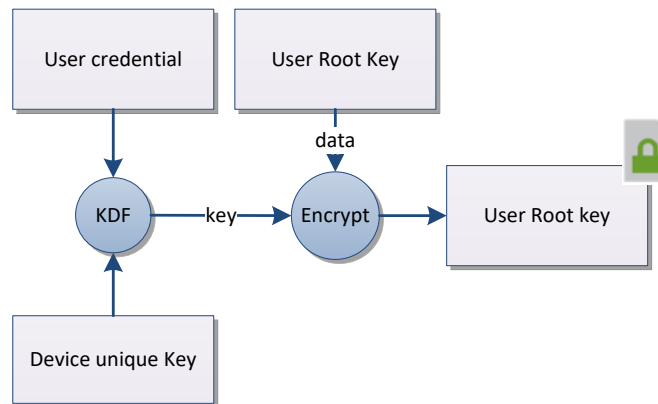 User credential
User Root Key
data
KDF
key
Encrypt
User Root key
Device unique Key